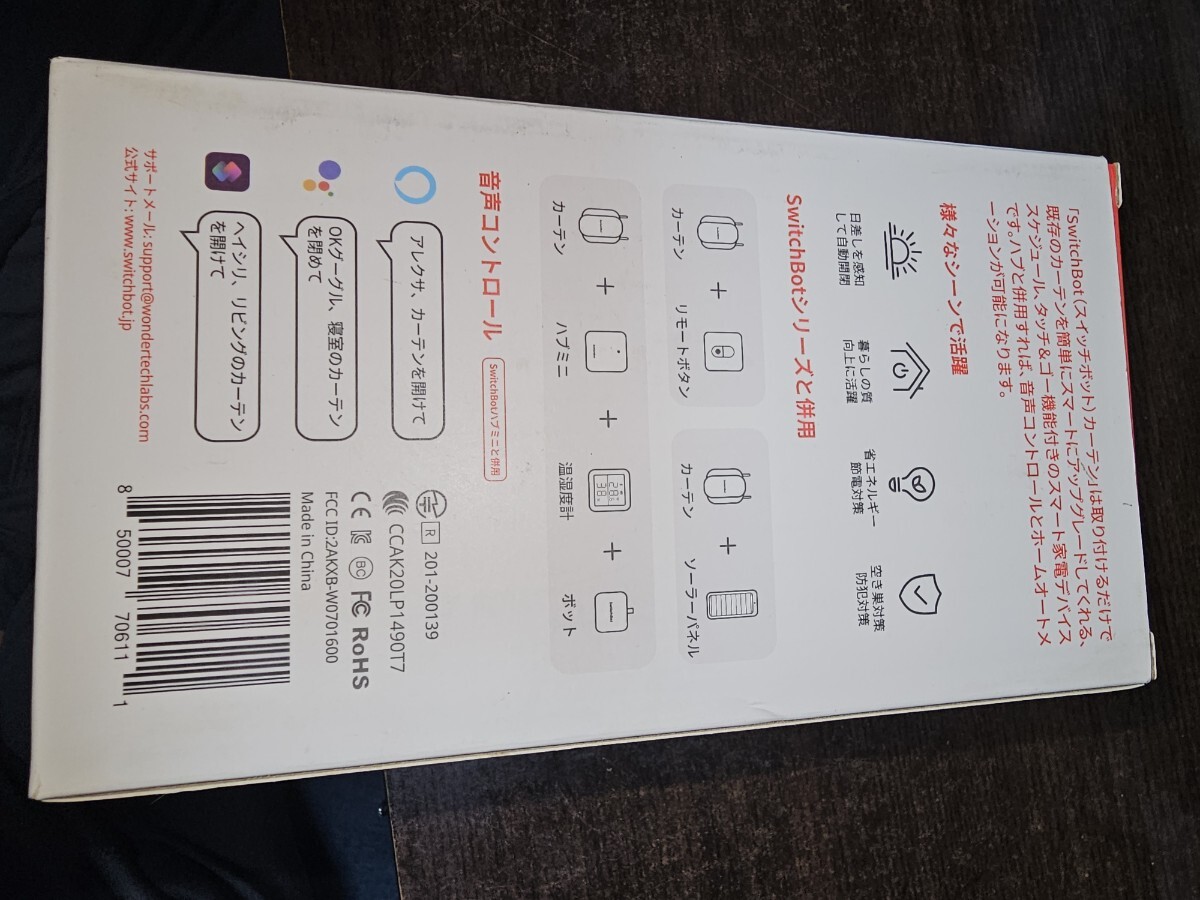 「SwitchBot（スイッチボット）カーテン」は取り付けるだけで
既存のカーテンを簡単にスマートにアップグレードしてくれる、
スケジュール、タッチ＆ゴー機能付きのスマート家電デバイス
です。ハブと併用すれば、音声コントロールとホームオートメ
ーションが可能になります。
様々なシーンで活躍
日差しを感知
して自動開閉
暮らしの質
向上に活躍
省エネルギー
節電対策
空き巣対策
防犯対策
SwitchBotシリーズと併用
カーテン
+
リモートボタン
カーテン
+
ソーラーパネル
カーテン
+
ハブミニ
+
温湿度計
+
ボット
音声コントロール
SwitchBotハブミニと併用
アレクサ、カーテンを開けて
OKグーグル、寝室のカーテン
を閉めて
ヘイシリ、リビングのカーテン
を開けて
サポートメール: support@wondertechlabs.com
公式サイト: www.switchbot.jp
R 201-200139
CCAK20LP1490T7
CE BC FC RoHS
FCC ID:2AKXB-W0701600
Made in China
8 50007 70611 1